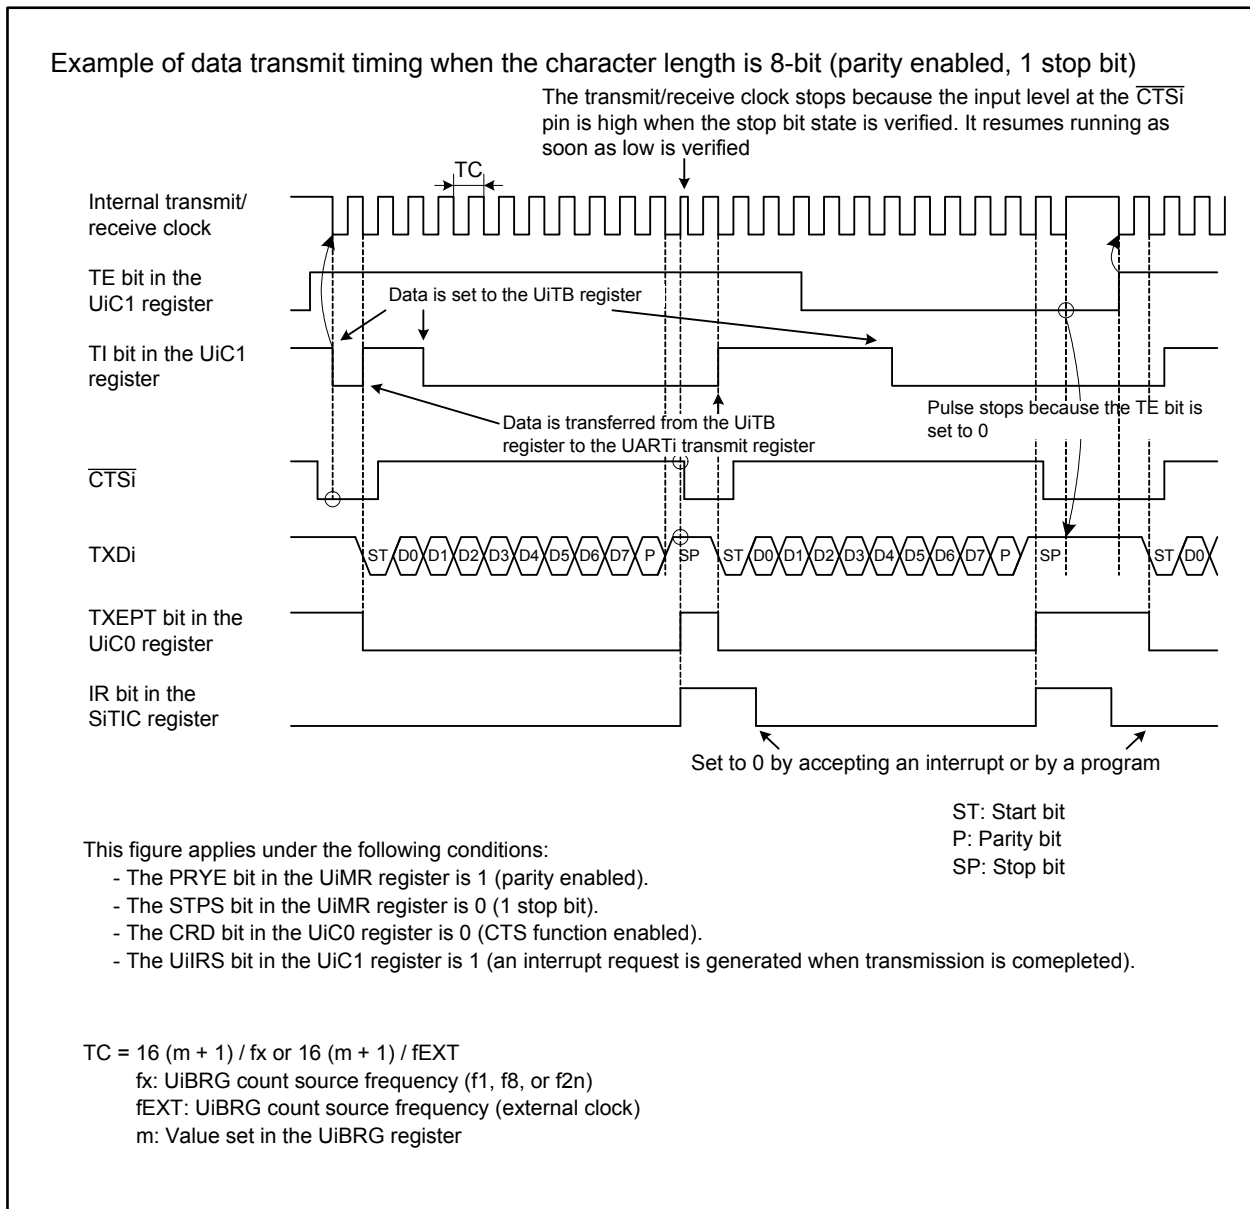 Example of data transmit timing when the character length is 8-bit (parity enabled, 1 stop bit)
The transmit/receive clock stops because the input level at the CTSi
pin is high when the stop bit state is verified. It resumes running as
soon as low is verified
TC
Internal transmit/
receive clock
TE bit in the
UiC1 register
Data is set to the UiTB register
TI bit in the UiC1
register
Pulse stops because the TE bit is
set to 0
Data is transferred from the UiTB
register to the UARTi transmit register
CTSi
TXDi
ST D0 D1 D2 D3 D4 D5 D6 D7 P SP ST D0 D1 D2 D3 D4 D5 D6 D7 P SP ST D0
TXEPT bit in the
UiC0 register
IR bit in the
SiTIC register
Set to 0 by accepting an interrupt or by a program
ST: Start bit
P: Parity bit
SP: Stop bit
This figure applies under the following conditions:
- The PRYE bit in the UiMR register is 1 (parity enabled).
- The STPS bit in the UiMR register is 0 (1 stop bit).
- The CRD bit in the UiC0 register is 0 (CTS function enabled).
- The UiIRS bit in the UiC1 register is 1 (an interrupt request is generated when transmission is comepleted).
TC = 16 (m + 1) / fx or 16 (m + 1) / fEXT
fx: UiBRG count source frequency (f1, f8, or f2n)
fEXT: UiBRG count source frequency (external clock)
m: Value set in the UiBRG register